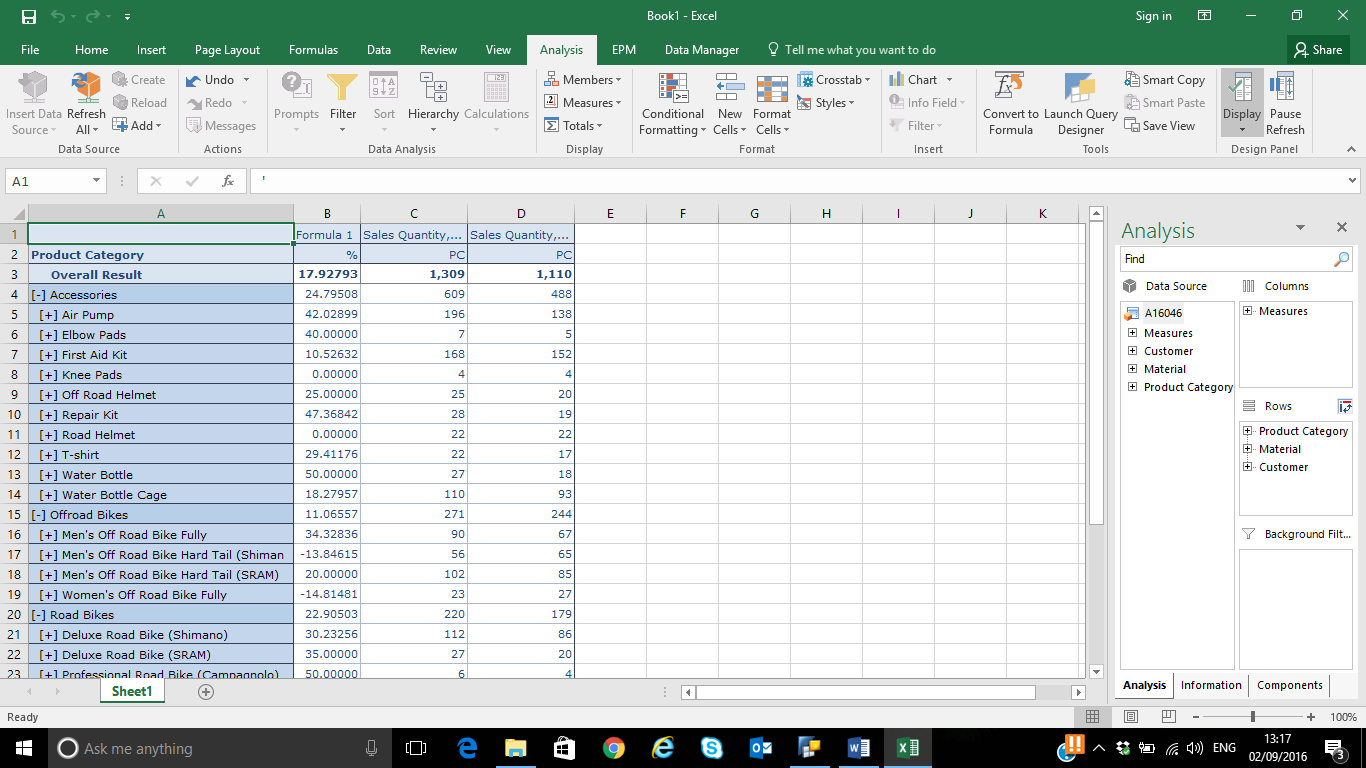 Book1 - Excel
Sign in
File Home Insert Page Layout Formulas Data Review View Analysis EPM Data Manager Tell me what you want to do Share
Insert Data Source Refresh All Create Reload Add
Undo Redo Messages
Prompts Filter Sort Hierarchy Calculations
Members Measures Totals
Conditional Formatting New Cells Format Cells Crosstab Styles
Chart Info Field Filter
Convert to Formula Launch Query Designer Smart Copy Smart Paste Save View
Display Pause Refresh
Data Source Actions Data Analysis Display Format Insert Tools Design Panel
A1 fx '
A B C D E F G H I J K
1 Formula 1 Sales Quantity,... Sales Quantity,...
2 Product Category % PC PC
3 Overall Result 17.92793 1,309 1,110
4 [-] Accessories 24.79508 609 488
5 [+] Air Pump 42.02899 196 138
6 [+] Elbow Pads 40.00000 7 5
7 [+] First Aid Kit 10.52632 168 152
8 [+] Knee Pads 0.00000 4 4
9 [+] Off Road Helmet 25.00000 25 20
10 [+] Repair Kit 47.36842 28 19
11 [+] Road Helmet 0.00000 22 22
12 [+] T-shirt 29.41176 22 17
13 [+] Water Bottle 50.00000 27 18
14 [+] Water Bottle Cage 18.27957 110 93
15 [-] Offroad Bikes 11.06557 271 244
16 [+] Men's Off Road Bike Fully 34.32836 90 67
17 [+] Men's Off Road Bike Hard Tail (Shiman -13.84615 56 65
18 [+] Men's Off Road Bike Hard Tail (SRAM) 20.00000 102 85
19 [+] Women's Off Road Bike Fully -14.81481 23 27
20 [-] Road Bikes 22.90503 220 179
21 [+] Deluxe Road Bike (Shimano) 30.23256 112 86
22 [+] Deluxe Road Bike (SRAM) 35.00000 27 20
23 [+] Professional Road Bike (Campagnolo) 50.00000 6 4
Analysis
Find
Data Source
A16046
Measures
Customer
Material
Product Category
Columns
Measures
Rows
Product Category
Material
Customer
Background Filt...
Analysis Information Components
Sheet1
Ready
100%
Ask me anything
ENG
13:17
02/09/2016
3